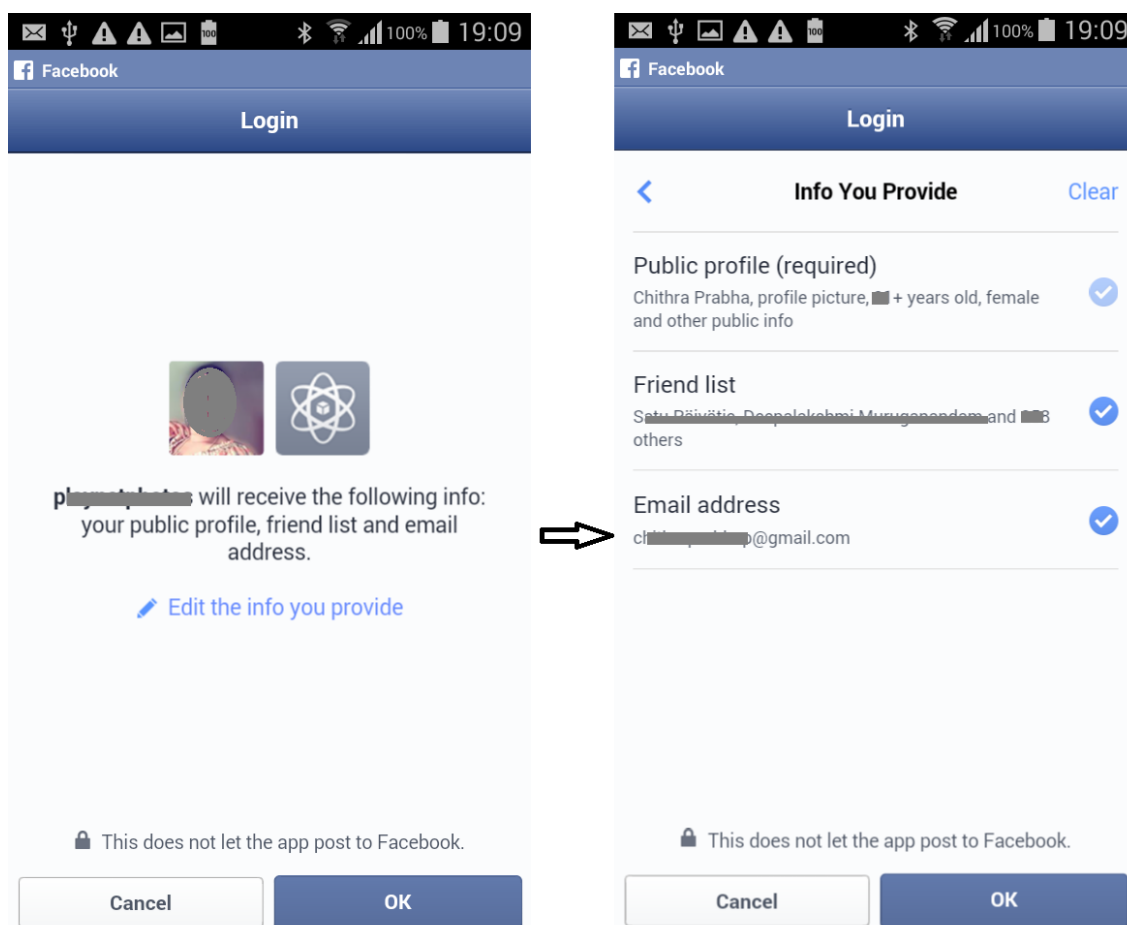 100 100% 19:09
Facebook
Login
will receive the following info:
your public profile, friend list and email
address.
Edit the info you provide
This does not let the app post to Facebook.
Cancel OK
100 100% 19:09
Facebook
Login
Info You Provide Clear
Public profile (required)
Chithra Prabha, profile picture, + years old, female
and other public info
Friend list
and
others
Email address
@gmail.com
This does not let the app post to Facebook.
Cancel OK